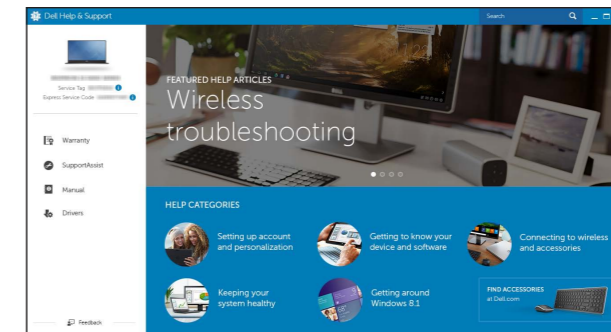 Dell Help & Support
Search
Service Tag
Express Service Code
Warranty
SupportAssist
Manual
Drivers
Feedback
FEATURED HELP ARTICLES
Wireless
troubleshooting
HELP CATEGORIES
Setting up account
and personalization
Getting to know your
device and software
Connecting to wireless
and accessories
Keeping your
system healthy
Getting around
Windows 8.1
FIND ACCESSORIES
at Dell.com